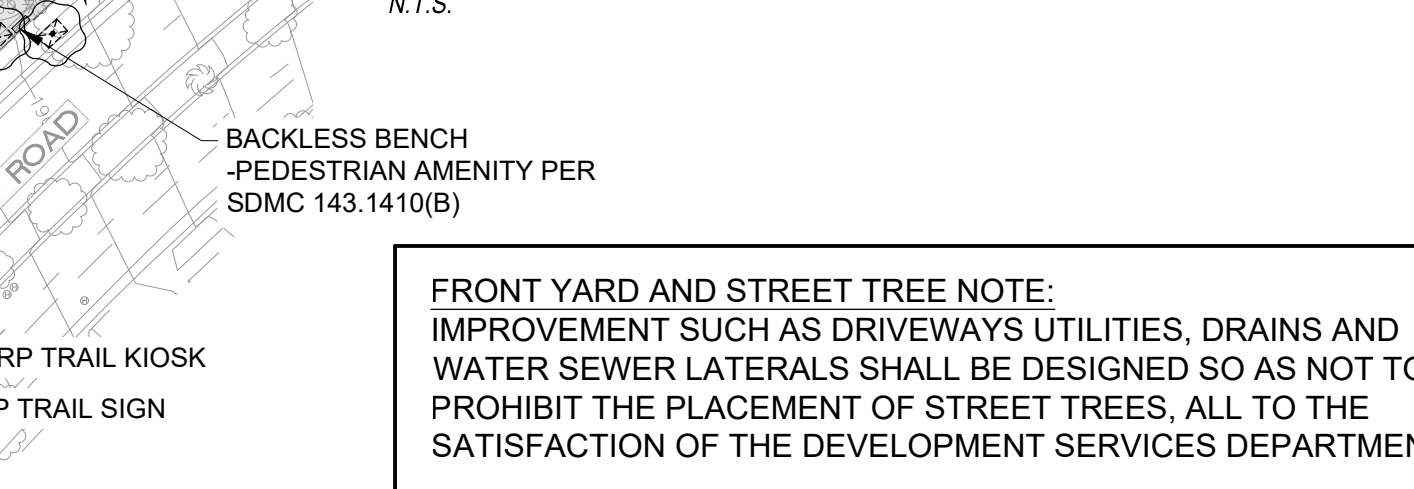 N.T.S.
19
ROAD
BACKLESS BENCH
-PEDESTRIAN AMENITY PER
SDMC 143.1410(B)
RP TRAIL KIOSK
P TRAIL SIGN
FRONT YARD AND STREET TREE NOTE:
IMPROVEMENT SUCH AS DRIVEWAYS UTILITIES, DRAINS AND
WATER SEWER LATERALS SHALL BE DESIGNED SO AS NOT TO
PROHIBIT THE PLACEMENT OF STREET TREES, ALL TO THE
SATISFACTION OF THE DEVELOPMENT SERVICES DEPARTMEN